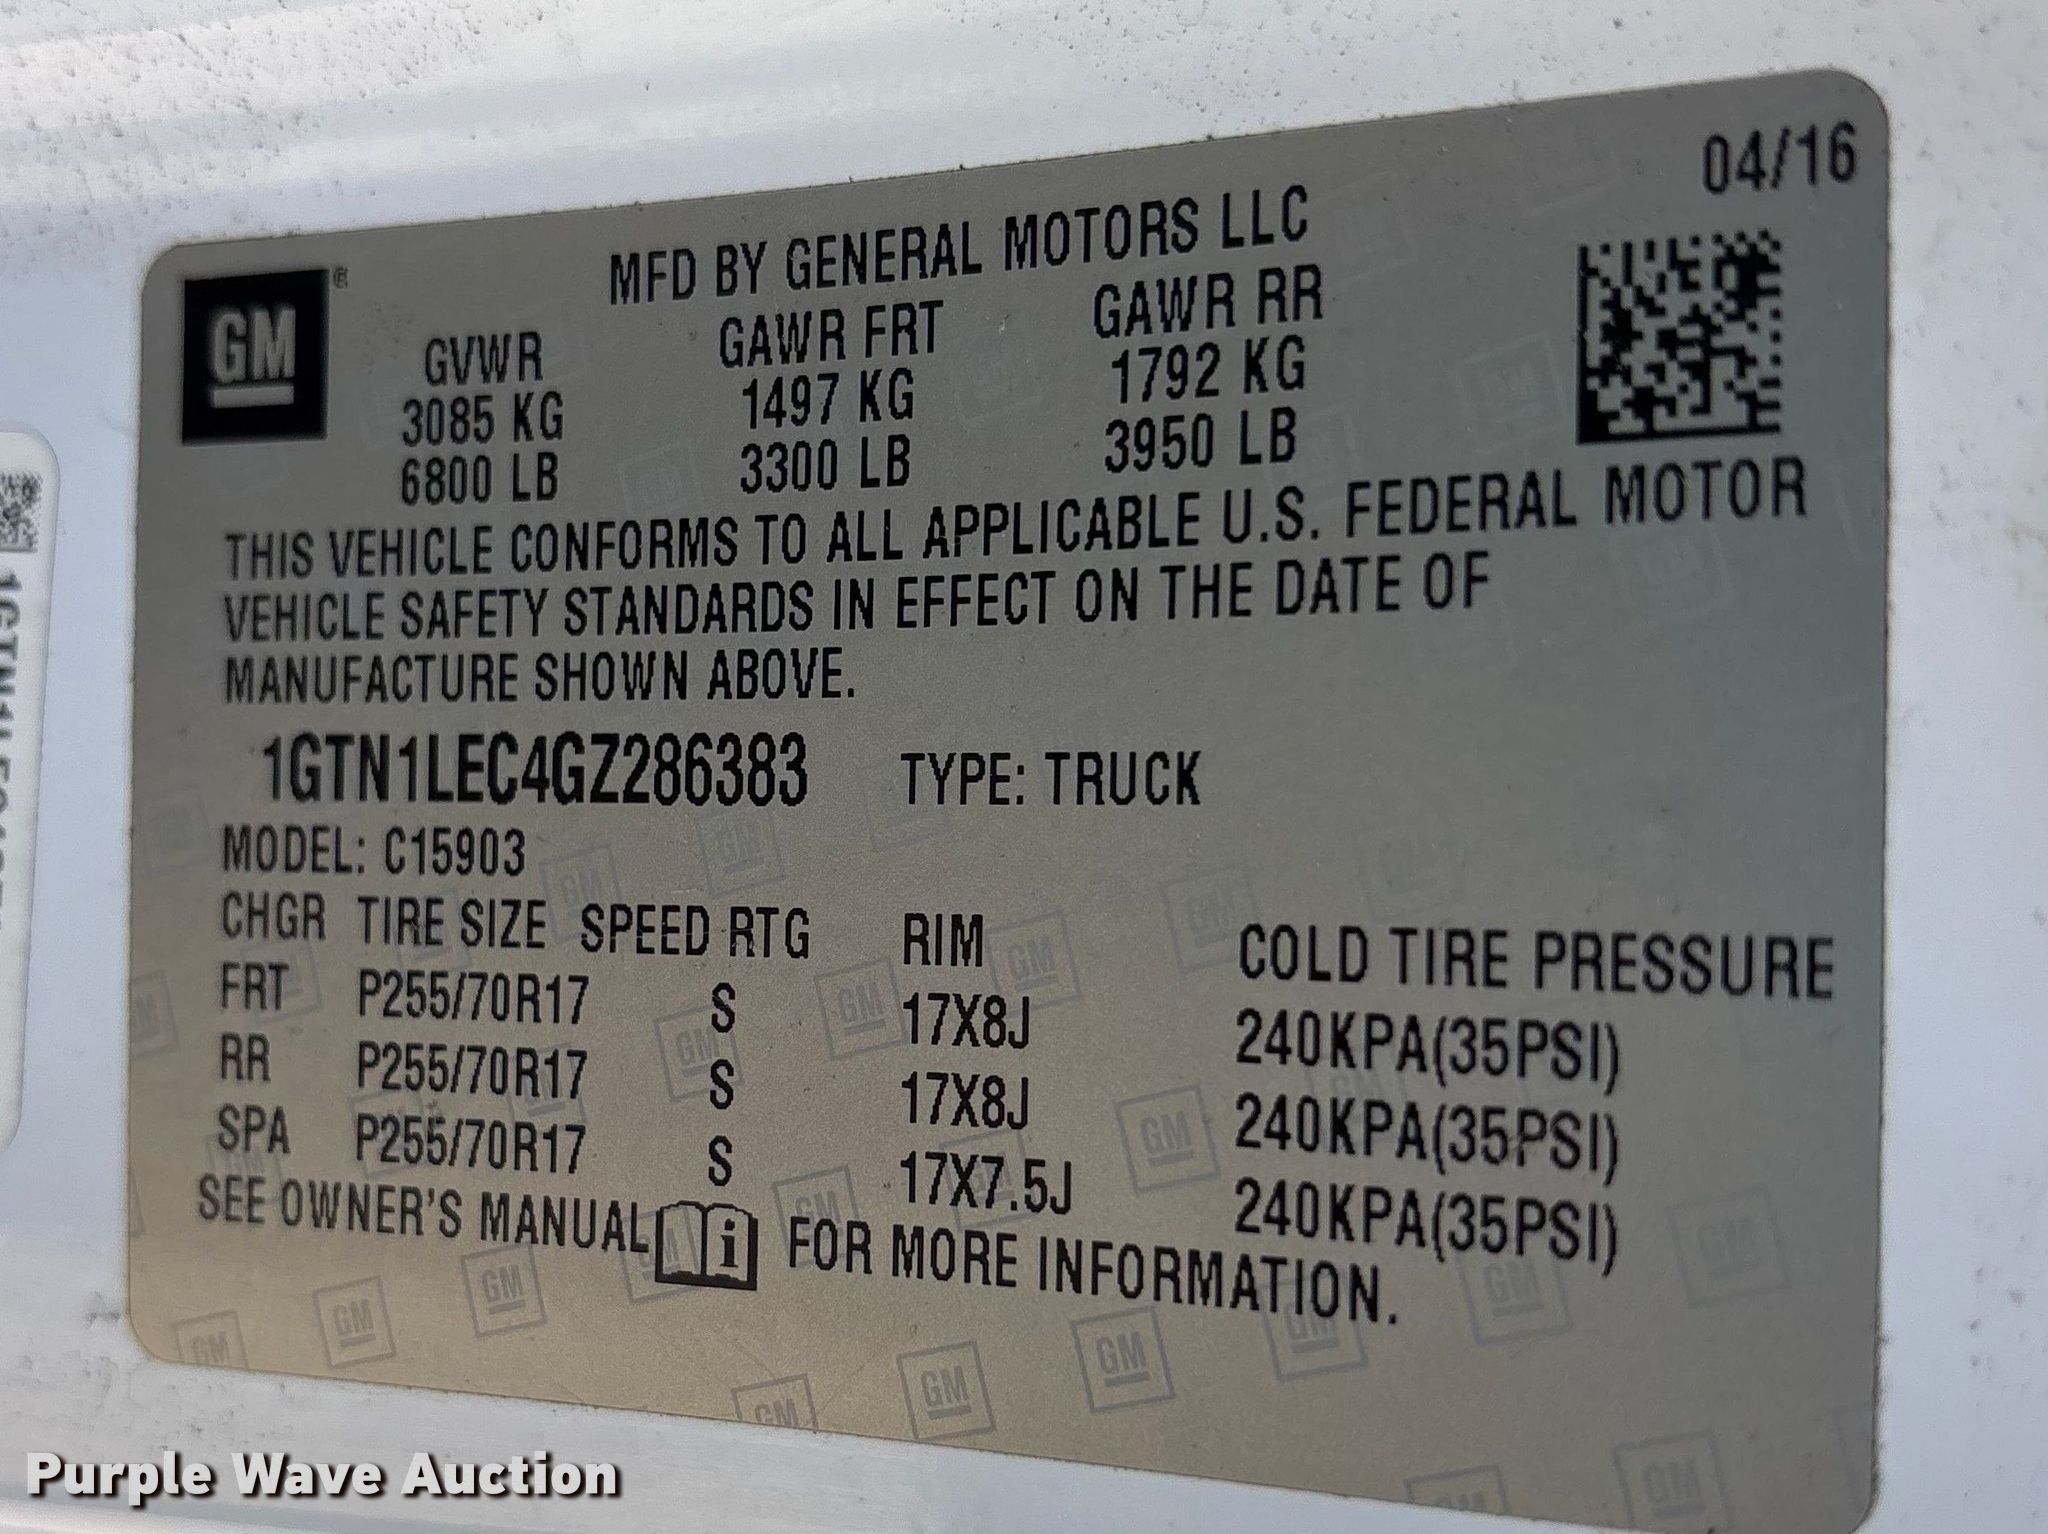 04/16
GM ®
MFD BY GENERAL MOTORS LLC
GVWR GAWR FRT GAWR RR
3085 KG 1497 KG 1792 KG
6800 LB 3300 LB 3950 LB
THIS VEHICLE CONFORMS TO ALL APPLICABLE U.S. FEDERAL MOTOR
VEHICLE SAFETY STANDARDS IN EFFECT ON THE DATE OF
MANUFACTURE SHOWN ABOVE.
1GTN1LEC4GZ286383 TYPE: TRUCK
MODEL: C15903
CHGR TIRE SIZE SPEED RTG RIM COLD TIRE PRESSURE
FRT P255/70R17 S 17X8J 240KPA(35PSI)
RR P255/70R17 S 17X8J 240KPA(35PSI)
SPA P255/70R17 S 17X7.5J 240KPA(35PSI)
SEE OWNER'S MANUAL i FOR MORE INFORMATION.
Purple Wave Auction